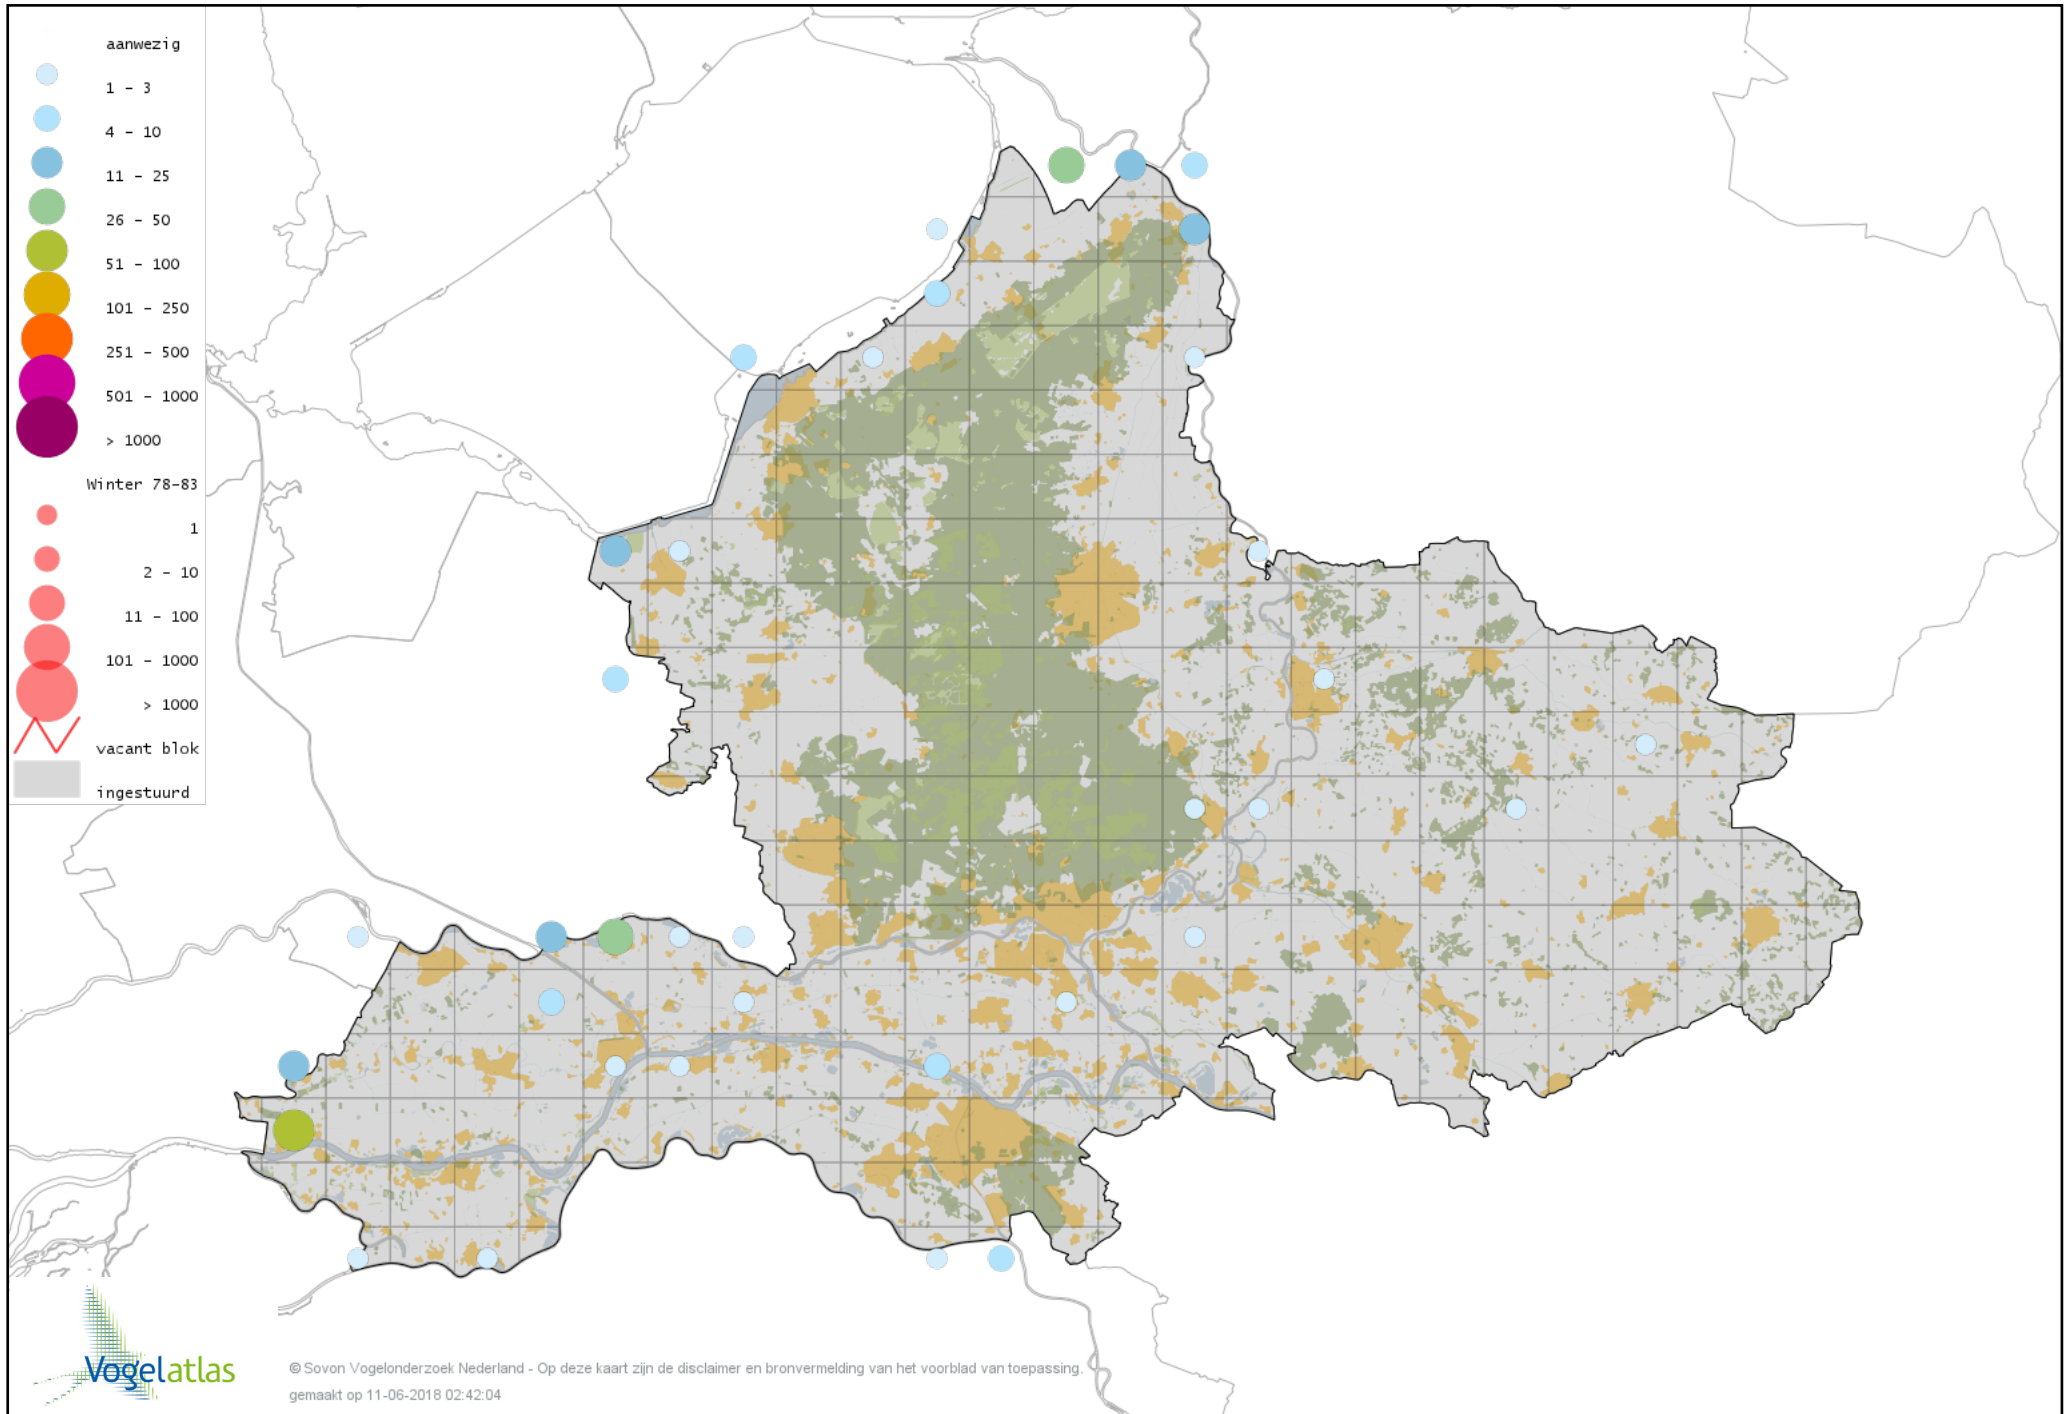 aanwezig
1 - 3
4 - 10
11 - 25
26 - 50
51 - 100
101 - 250
251 - 500
501 - 1000
> 1000
Winter 78-83
1
2 - 10
11 - 100
101 - 1000
> 1000
vacant blok
ingestuurd
Vogelatlas
© Sovon Vogelonderzoek Nederland - Op deze kaart zijn de disclaimer en bronvermelding van het voorblad van toepassing.
gemaakt op 11-06-2018 02:42:04